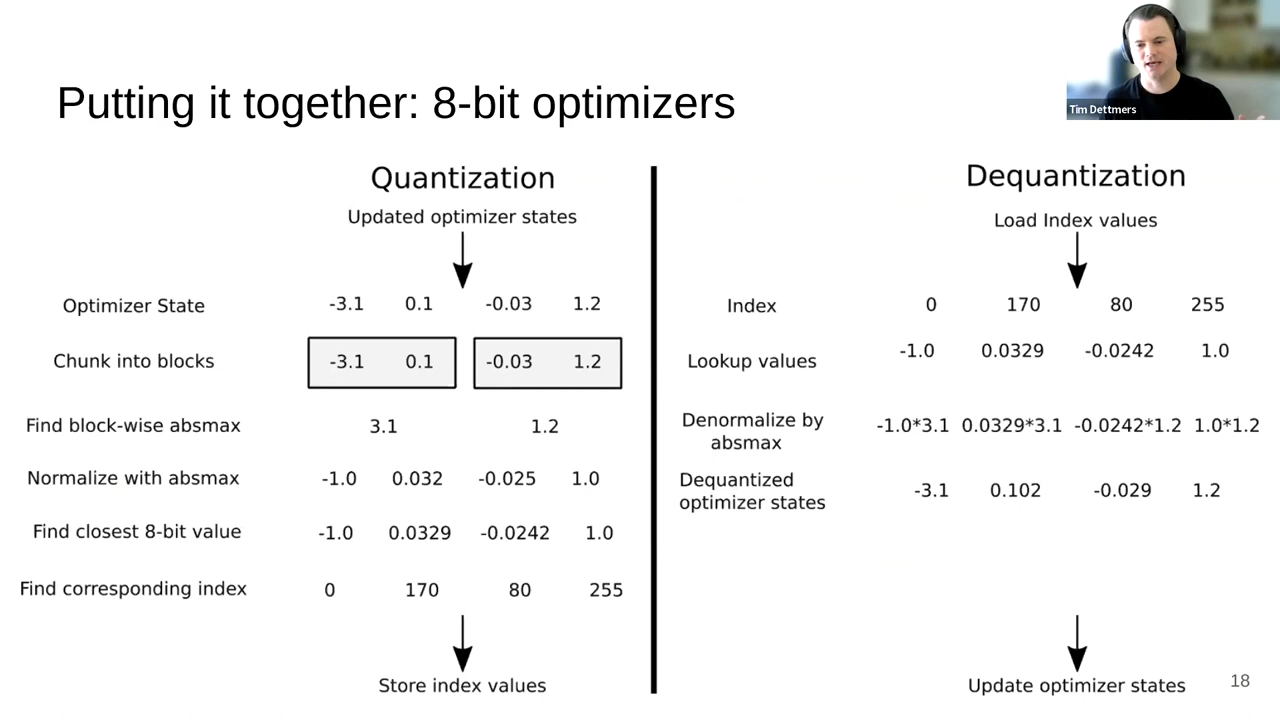 Tim Dettmers
Putting it together: 8-bit optimizers
Quantization
Updated optimizer states
Optimizer State -3.1 0.1 -0.03 1.2
Chunk into blocks -3.1 0.1 -0.03 1.2
Find block-wise absmax 3.1 1.2
Normalize with absmax -1.0 0.032 -0.025 1.0
Find closest 8-bit value -1.0 0.0329 -0.0242 1.0
Find corresponding index 0 170 80 255
Store index values
Dequantization
Load Index values
Index 0 170 80 255
Lookup values -1.0 0.0329 -0.0242 1.0
Denormalize by
absmax
-1.0*3.1 0.0329*3.1 -0.0242*1.2 1.0*1.2
Dequantized
optimizer states
-3.1 0.102 -0.029 1.2
Update optimizer states
18